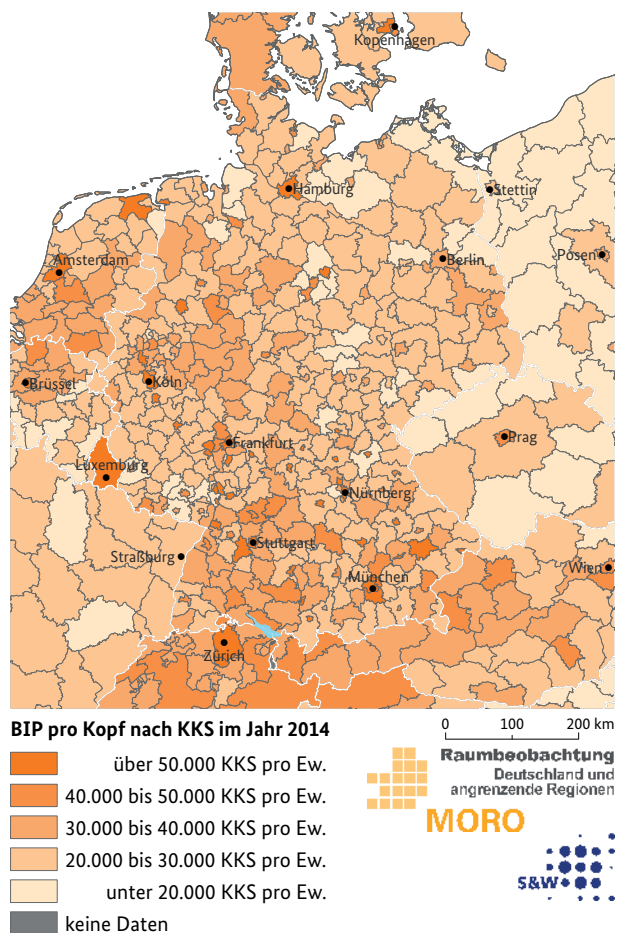 Kopenhagen
Hamburg
Stettin
Amsterdam
Berlin
Posen
Brüssel
Köln
Frankfurt
Prag
Luxemburg
Nürnberg
Straßburg
Stuttgart
München
Wien
Zürich
BIP pro Kopf nach KKS im Jahr 2014
über 50.000 KKS pro Ew.
40.000 bis 50.000 KKS pro Ew.
30.000 bis 40.000 KKS pro Ew.
20.000 bis 30.000 KKS pro Ew.
unter 20.000 KKS pro Ew.
keine Daten
0 100 200 km
Raumbeobachtung
Deutschland und
angrenzende Regionen
MORO
S&W